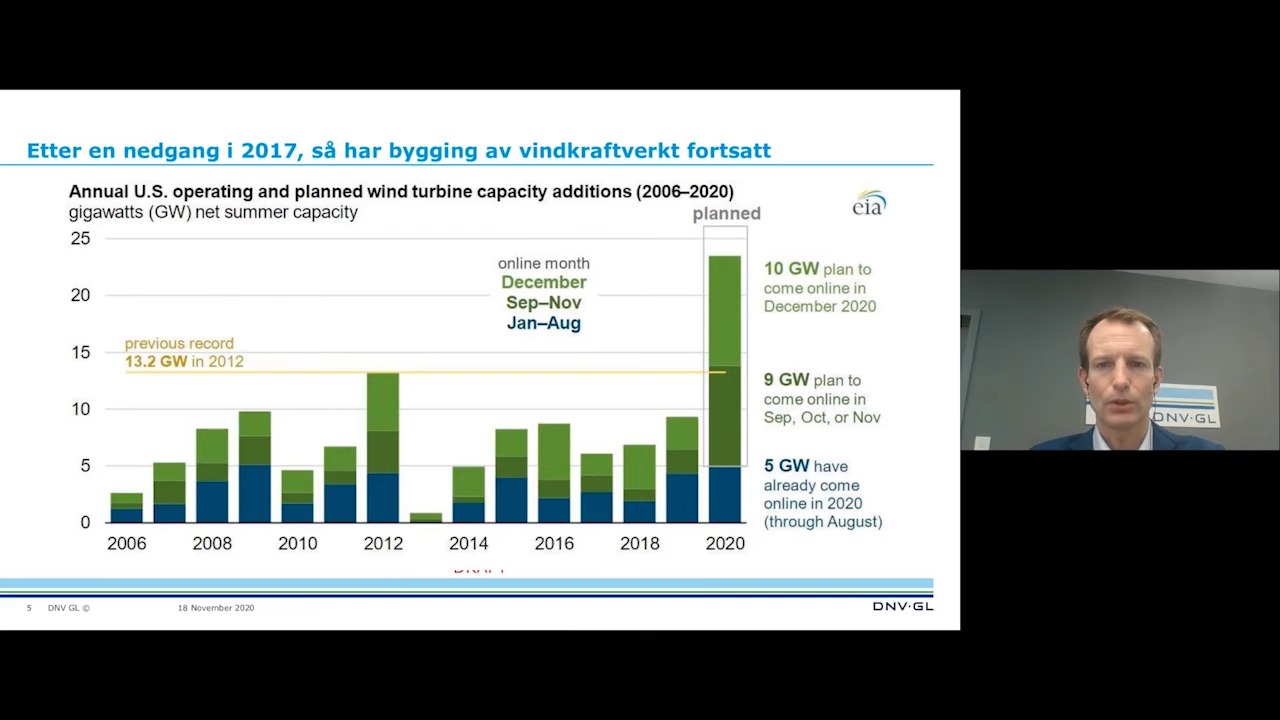 Etter en nedgang i 2017, så har bygging av vindkraftverkt fortsatt
Annual U.S. operating and planned wind turbine capacity additions (2006–2020)
gigawatts (GW) net summer capacity
eia
planned
25
20
15
10
5
0
online month
December
Sep–Nov
Jan–Aug
previous record
13.2 GW in 2012
10 GW plan to
come online in
December 2020
9 GW plan to
come online in
Sep, Oct, or Nov
5 GW have
already come
online in 2020
(through August)
2006 2008 2010 2012 2014 2016 2018 2020
DRAFT
5 DNV GL © 18 November 2020
DNV·GL
DNV·GL